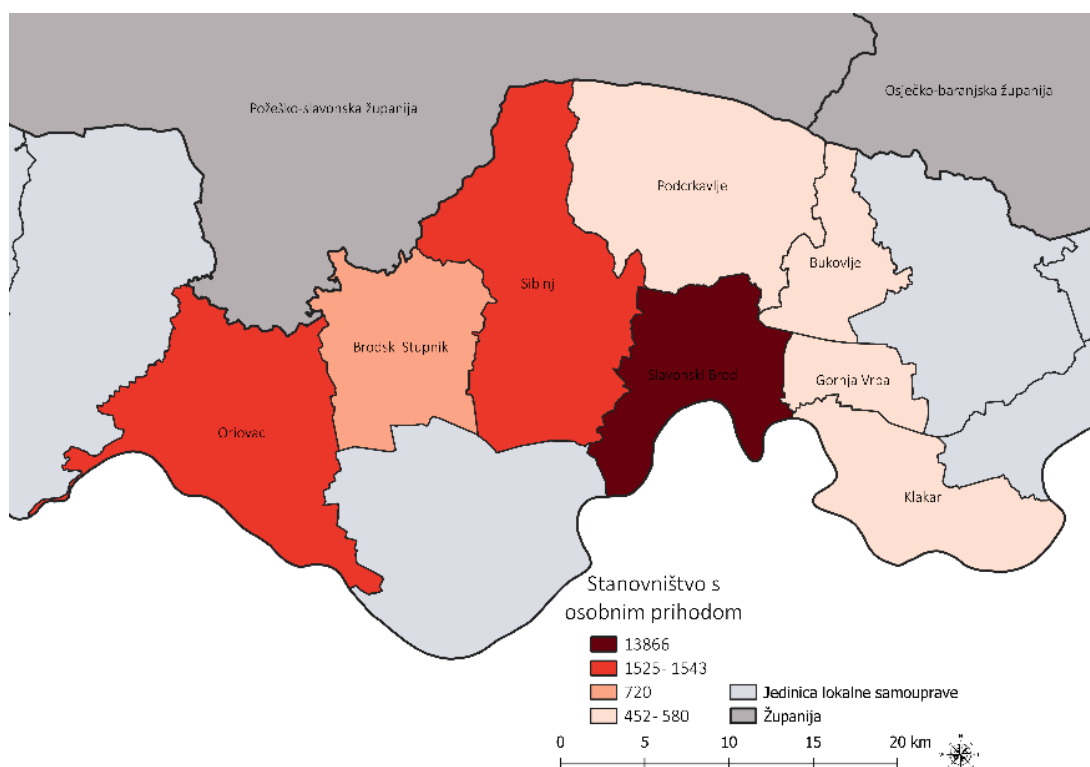 Osječko-baranjska županija
Požeško-slavonska županija
Podcrkavlje
Bukovlje
Sibinj
Brodsk Stupnik
Slavonski Brod
Gornja Vrba
Oriovac
Klakar
Stanovništvo s
osobnim prihodom
13866
1525- 1543
720
452- 580
Jedinica lokalne samouprave
Županija
0 5 10 15 20 km